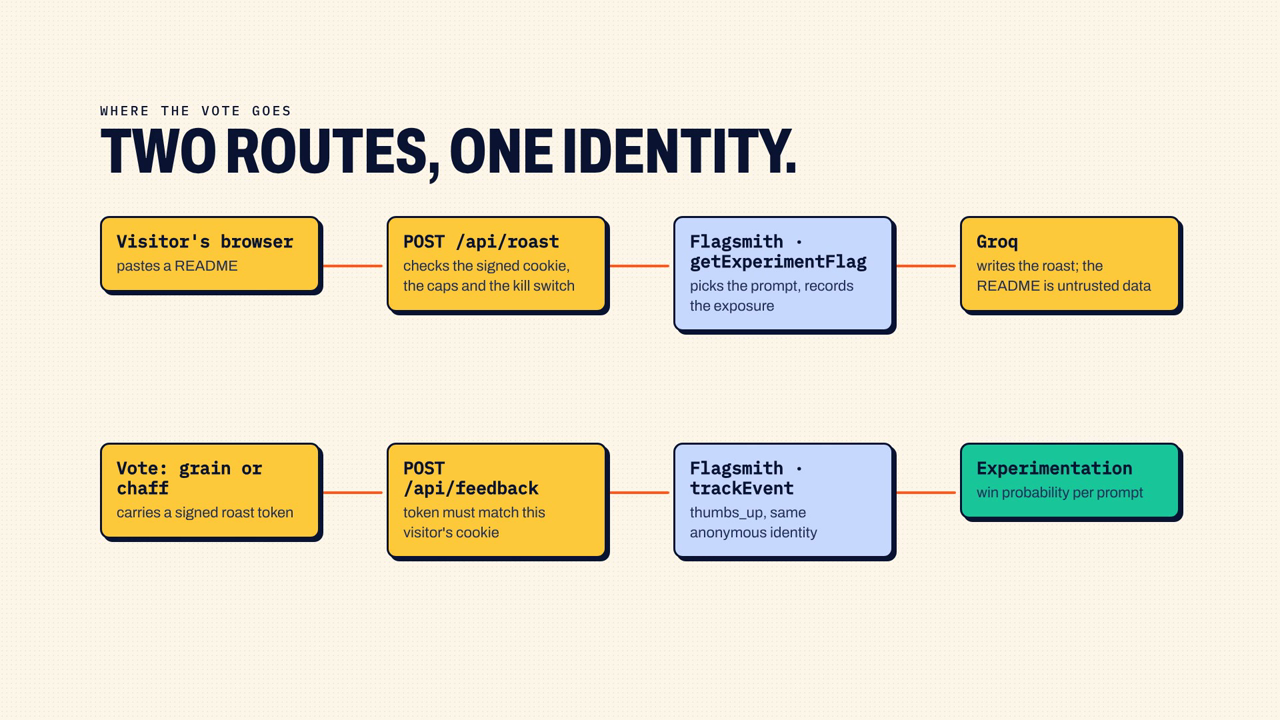 WHERE THE VOTE GOES
TWO ROUTES, ONE IDENTITY.
Visitor's browser
pastes a README
POST /api/roast
checks the signed cookie,
the caps and the kill switch
Flagsmith ·
getExperimentFlag
picks the prompt, records
the exposure
Groq
writes the roast; the
README is untrusted data
Vote: grain or
chaff
carries a signed roast token
POST
/api/feedback
token must match this
visitor's cookie
Flagsmith ·
trackEvent
thumbs_up, same
anonymous identity
Experimentation
win probability per prompt